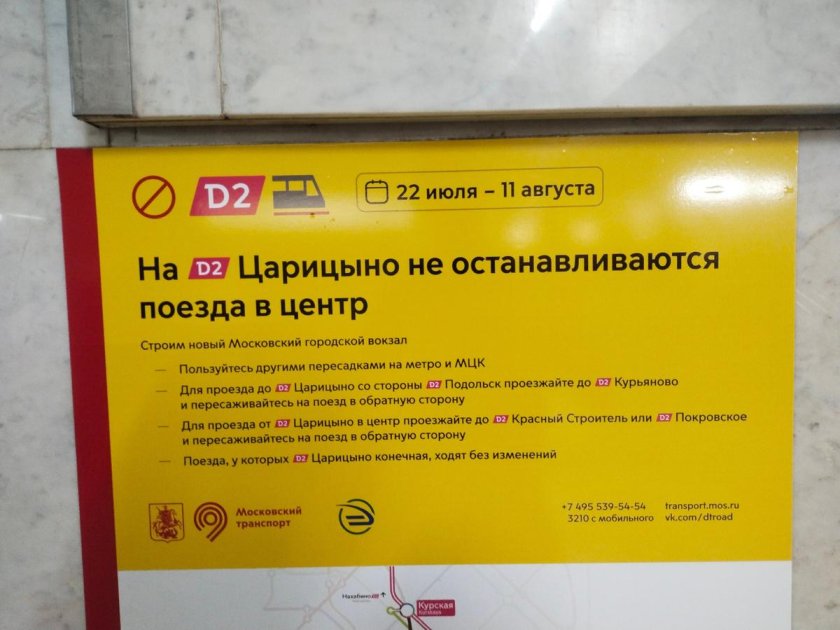 D2 22 июля – 11 августа
На D2 Царицыно не останавливаются
поезда в центр
Строим новый Московский городской вокзал
— Пользуйтесь другими пересадками на метро и МЦК
— Для проезда до D2 Царицыно со стороны D2 Подольск проезжайте до D2 Курьяново
и пересаживайтесь на поезд в обратную сторону
— Для проезда от D2 Царицыно в центр проезжайте до D2 Красный Строитель или D2 Покровское
и пересаживайтесь на поезд в обратную сторону
— Поезда, у которых D2 Царицыно конечная, ходят без изменений
Московский
транспорт
+7 495 539-54-54
3210 с мобильного
transport.mos.ru
vk.com/dtroad
Нахабино
Курская
Kurskaya